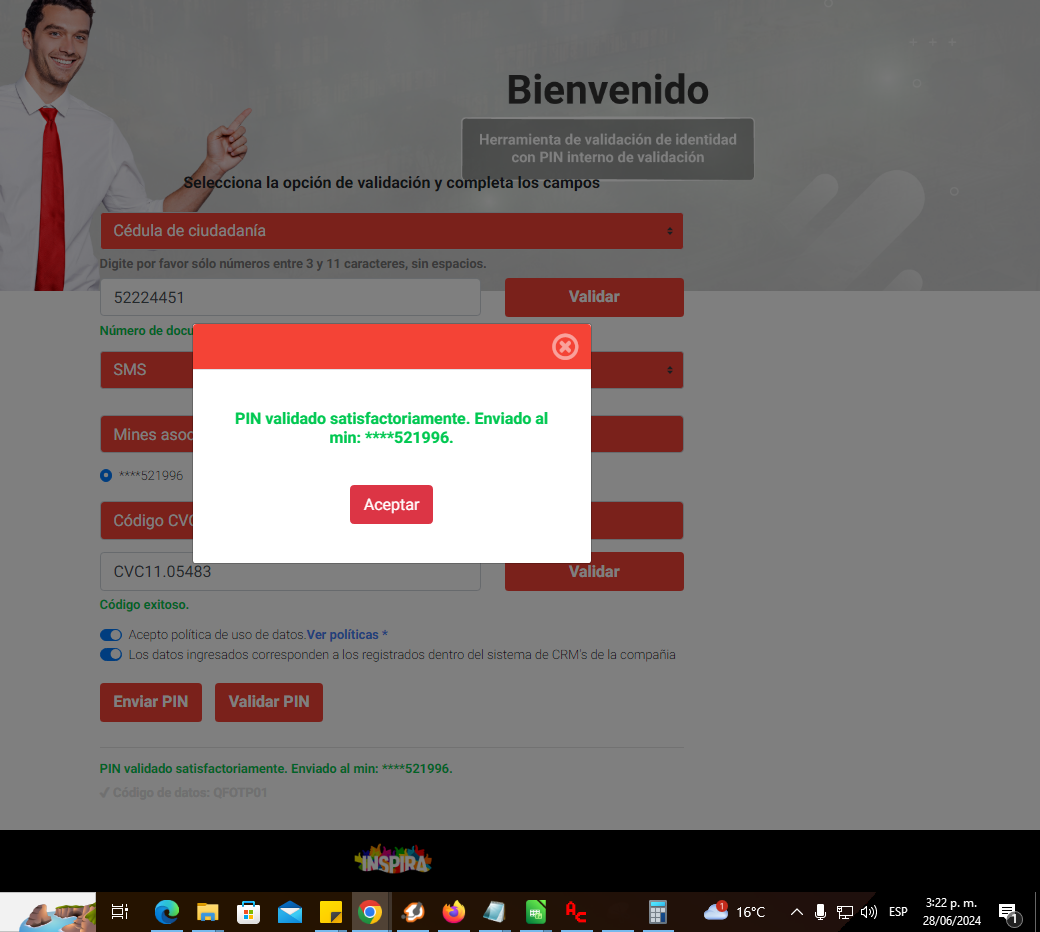 Bienvenido
Herramienta de validación de identidad
con PIN interno de validación
Selecciona la opción de validación y completa los campos
Cédula de ciudadanía
Digite por favor sólo números entre 3 y 11 caracteres, sin espacios.
52224451
Validar
Número de docu
SMS
PIN validado satisfactoriamente. Enviado al
min: ****521996.
Mines asoc
****521996
Aceptar
Código CVC
CVC11.05483
Validar
Código exitoso.
Acepto política de uso de datos.Ver políticas *
Los datos ingresados corresponden a los registrados dentro del sistema de CRM's de la compañia
Enviar PIN
Validar PIN
PIN validado satisfactoriamente. Enviado al min: ****521996.
✓ Código de datos: QFOTP01
INSPIRA
1
16°C
ESP
3:22 p. m.
28/06/2024
1